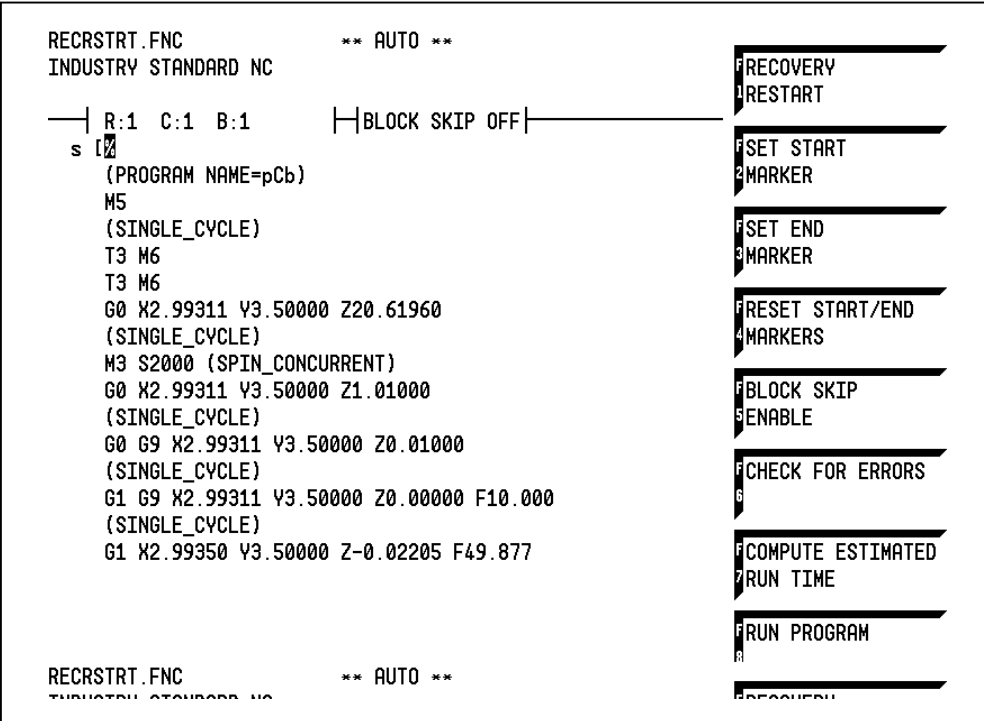 RECRSTRT.FNC ** AUTO **
INDUSTRY STANDARD NC
R:1 C:1 B:1 BLOCK SKIP OFF
s [%
(PROGRAM NAME=pCb)
M5
(SINGLE_CYCLE)
T3 M6
T3 M6
G0 X2.99311 Y3.50000 Z20.61960
(SINGLE_CYCLE)
M3 S2000 (SPIN_CONCURRENT)
G0 X2.99311 Y3.50000 Z1.01000
(SINGLE_CYCLE)
G0 G9 X2.99311 Y3.50000 Z0.01000
(SINGLE_CYCLE)
G1 G9 X2.99311 Y3.50000 Z0.00000 F10.000
(SINGLE_CYCLE)
G1 X2.99350 Y3.50000 Z-0.02205 F49.877
RECRSTRT.FNC ** AUTO **
INDUSTRY STANDARD NC
F1 RECOVERY
RESTART
F2 SET START
MARKER
F3 SET END
MARKER
F4 RESET START/END
MARKERS
F5 BLOCK SKIP
ENABLE
F6 CHECK FOR ERRORS
F7 COMPUTE ESTIMATED
RUN TIME
F8 RUN PROGRAM
RECOVERY